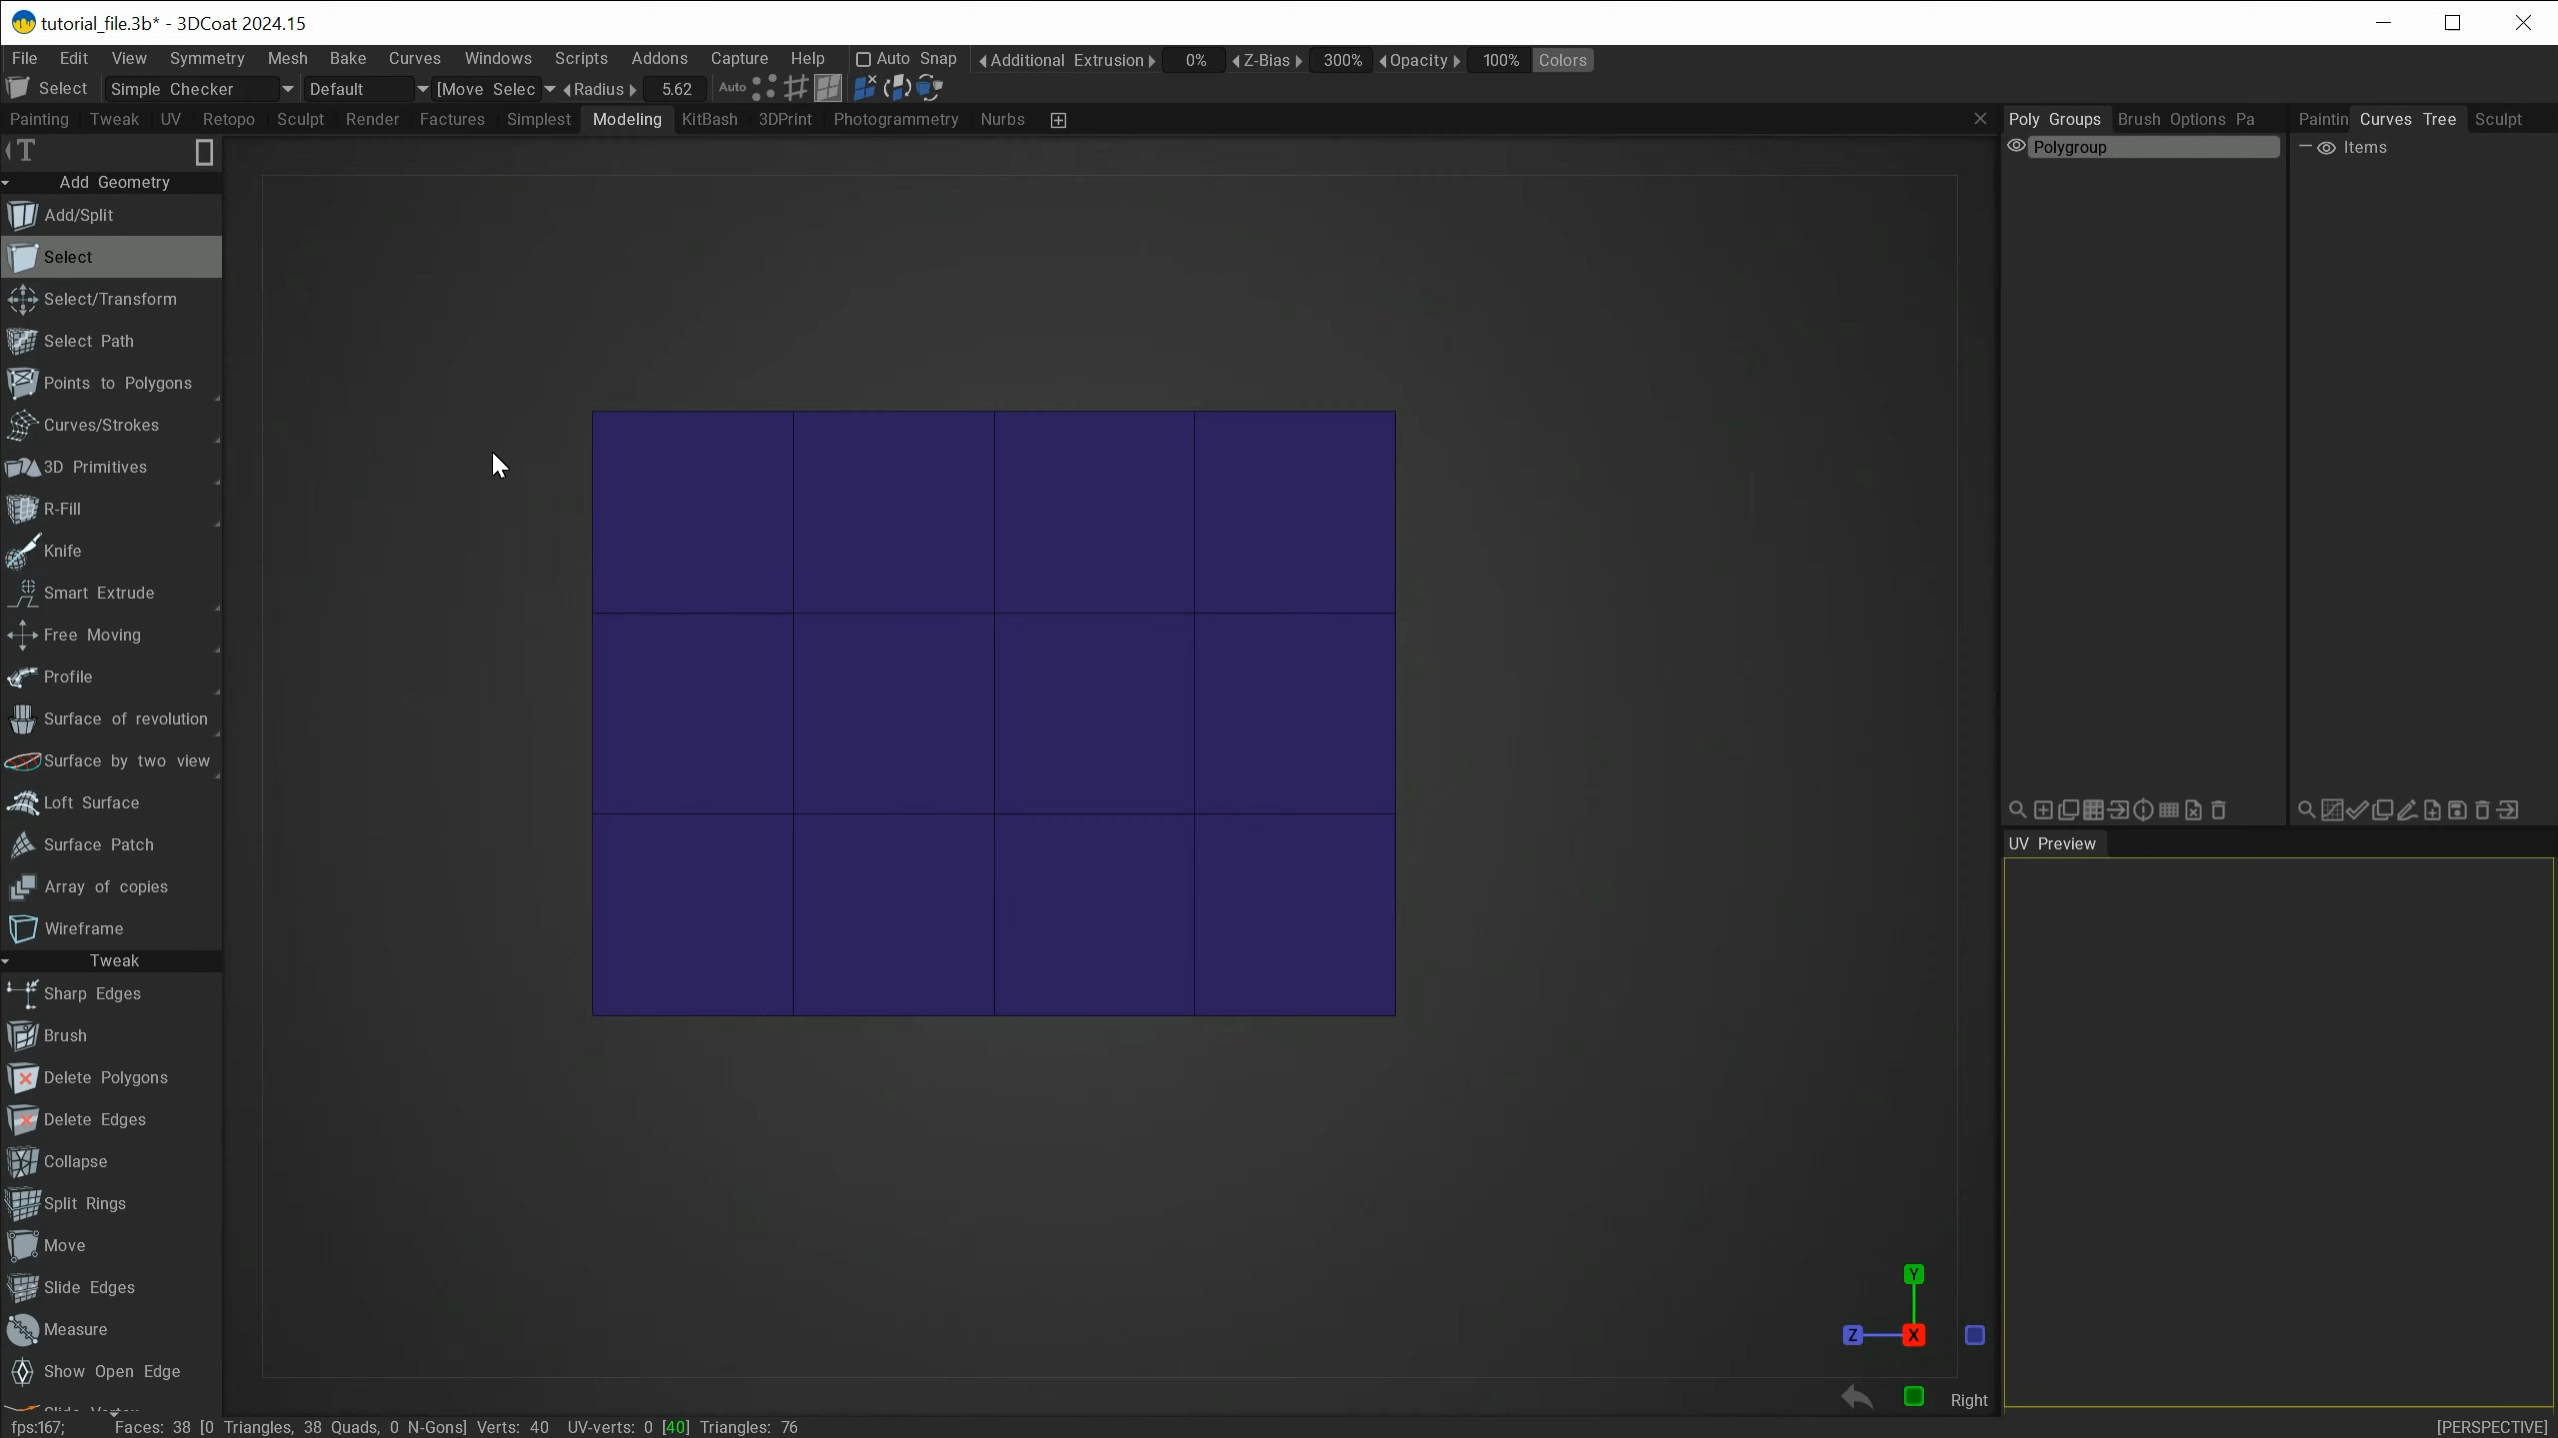 tutorial_file.3b* - 3DCoat 2024.15
File Edit View Symmetry Mesh Bake Curves Windows Scripts Addons Capture Help Auto Snap Additional Extrusion 0% Z-Bias 300% Opacity 100% Colors
Select Simple Checker Default [Move Selec Radius 5.62 Auto
Painting Tweak UV Retopo Sculpt Render Factures Simplest Modeling KitBash 3DPrint Photogrammetry Nurbs
Poly Groups Brush Options Pa Paintin Curves Tree Sculpt
T
Polygroup
Items
Add Geometry
Add/Split
Select
Select/Transform
Select Path
Points to Polygons
Curves/Strokes
3D Primitives
R-Fill
Knife
Smart Extrude
Free Moving
Profile
Surface of revolution
Surface by two view
Loft Surface
Surface Patch
Array of copies
Wireframe
Tweak
Sharp Edges
Brush
Delete Polygons
Delete Edges
Collapse
Split Rings
Move
Slide Edges
Measure
Show Open Edge
UV Preview
Y
Z X
Right
fps:167; Faces: 38 [0 Triangles, 38 Quads, 0 N-Gons] Verts: 40 UV-verts: 0 [40] Triangles: 76
[PERSPECTIVE]